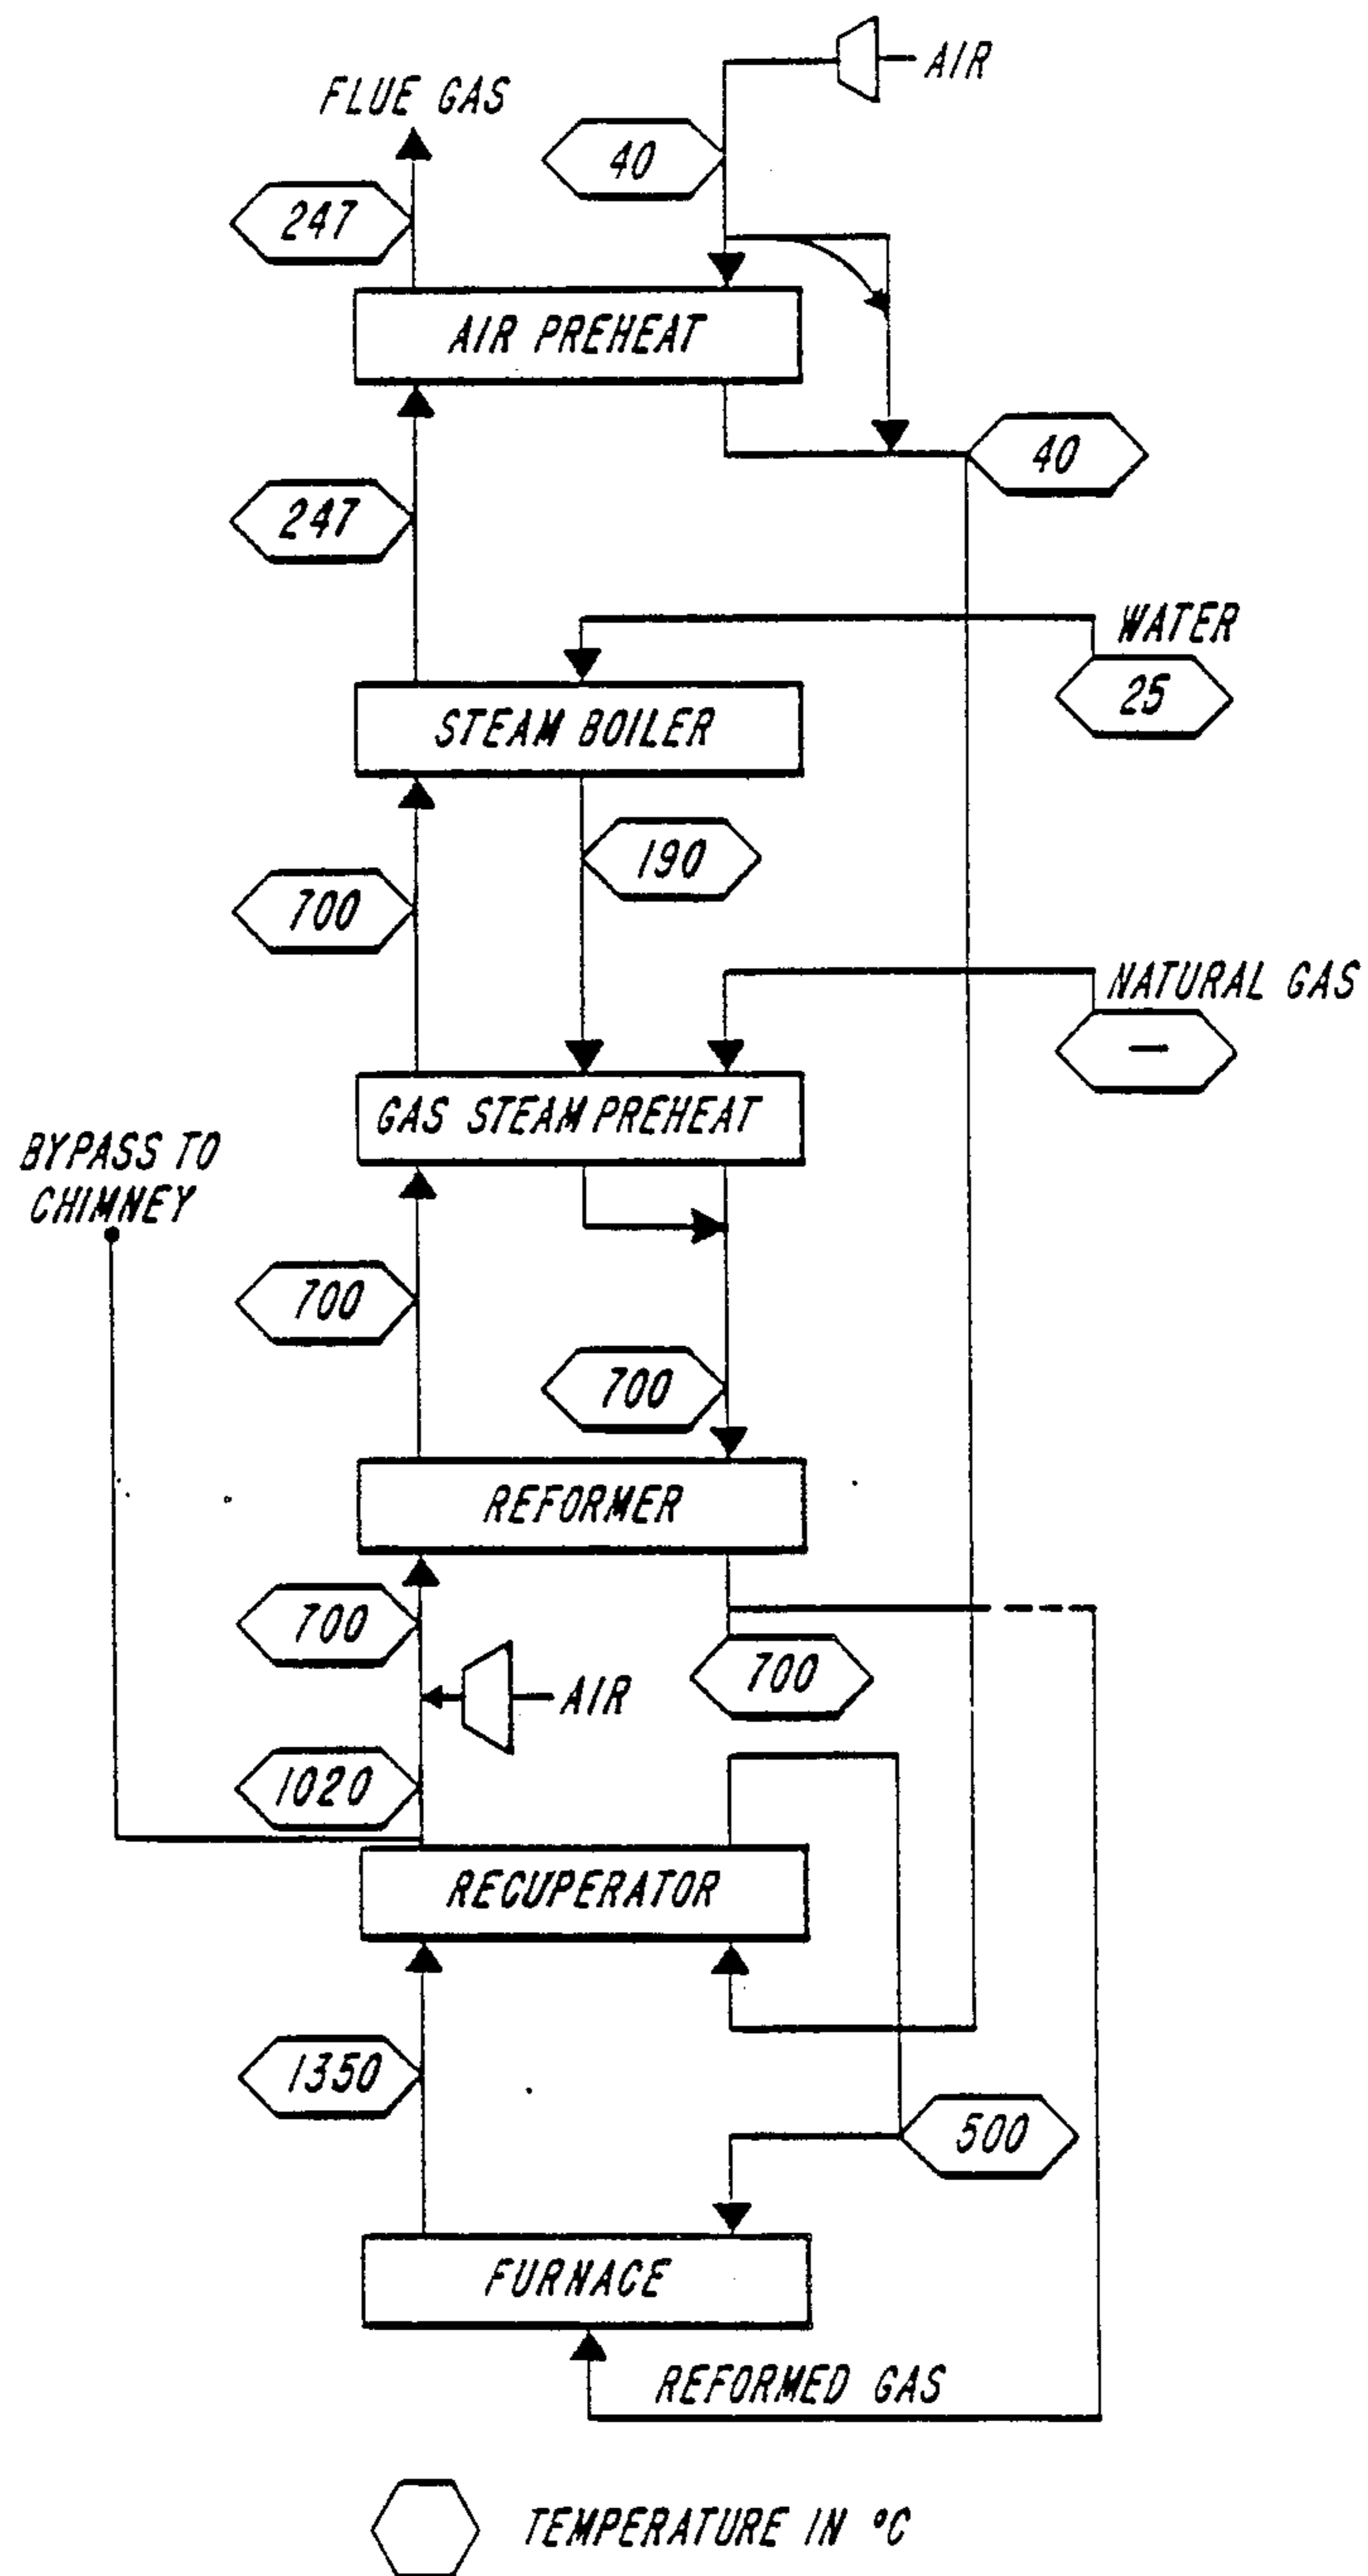 AIR
FLUE GAS
40
247
AIR PREHEAT
40
247
WATER
25
STEAM BOILER
190
700
NATURAL GAS
—
GAS STEAM PREHEAT
BYPASS TO
CHIMNEY
700
700
REFORMER
700
700
AIR
1020
RECUPERATOR
1350
500
FURNACE
REFORMED GAS
TEMPERATURE IN °C